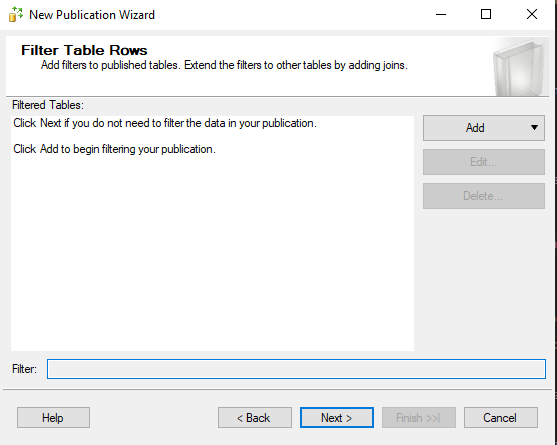 New Publication Wizard
Filter Table Rows
Add filters to published tables. Extend the filters to other tables by adding joins.
Filtered Tables:
Click Next if you do not need to filter the data in your publication.
Click Add to begin filtering your publication.
Add
Edit...
Delete...
Filter:
Help
< Back
Next >
Finish >>|
Cancel